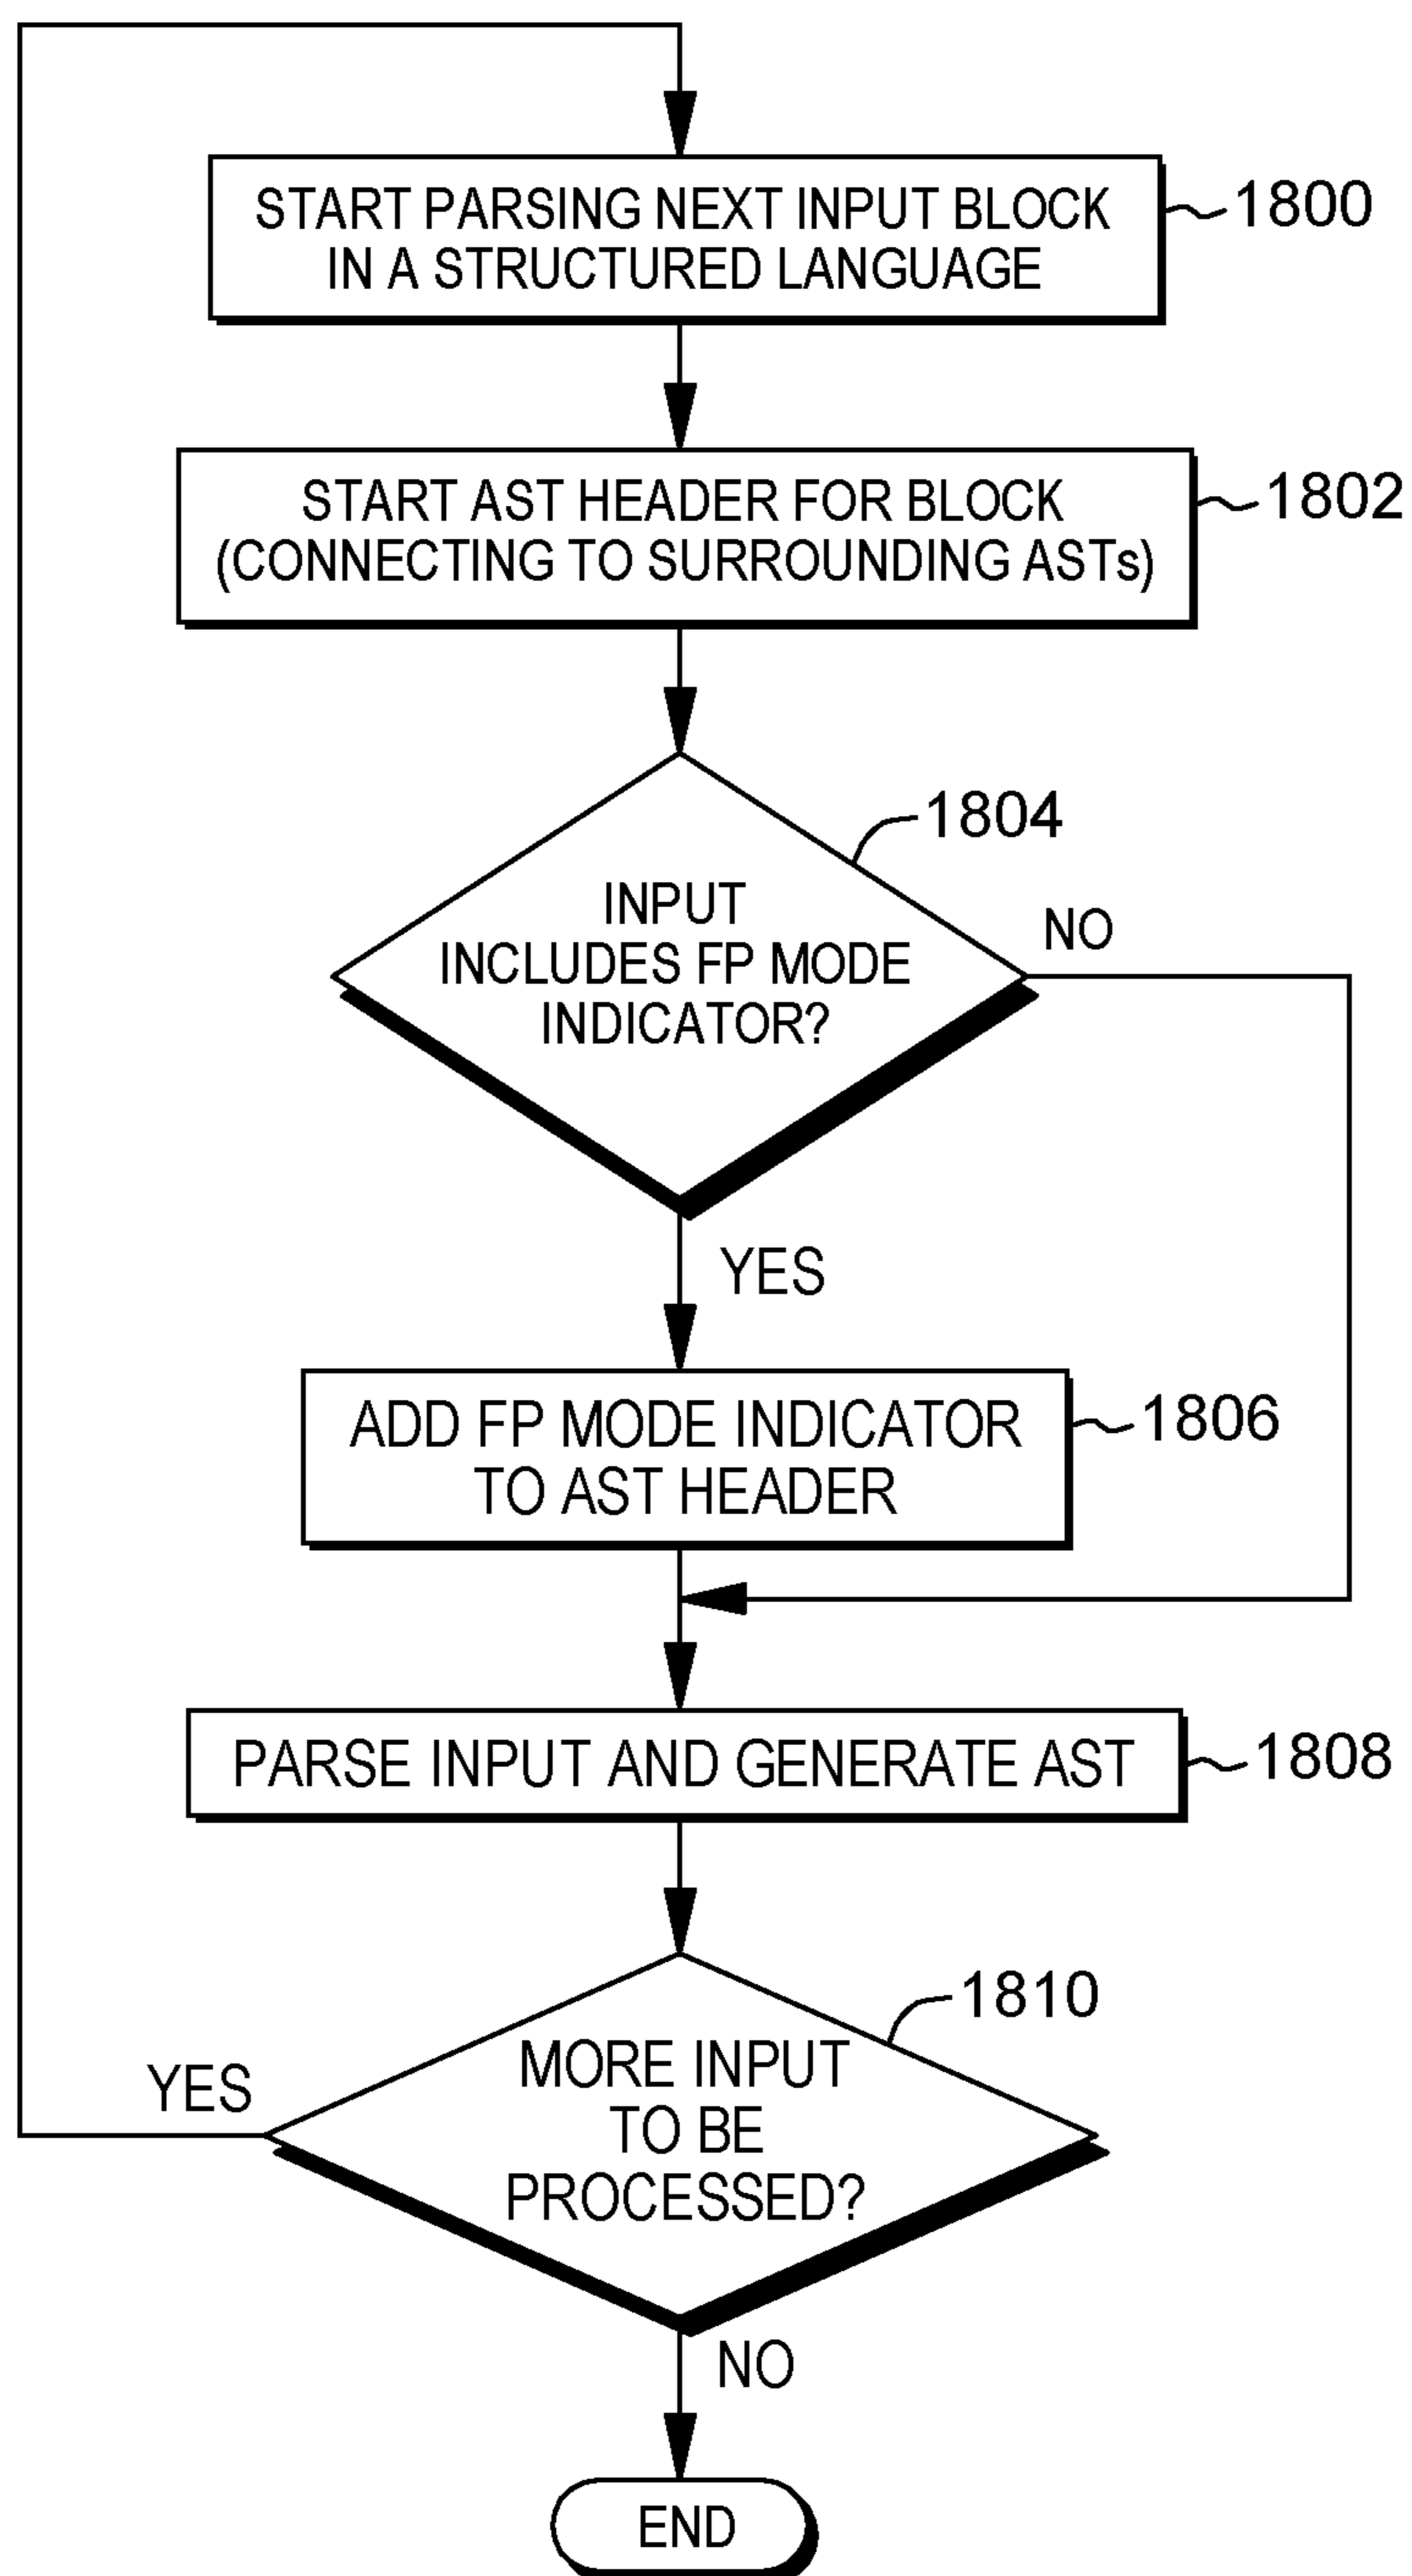 START PARSING NEXT INPUT BLOCK
IN A STRUCTURED LANGUAGE
1800
START AST HEADER FOR BLOCK
(CONNECTING TO SURROUNDING ASTs)
1802
1804
INPUT
INCLUDES FP MODE
INDICATOR?
NO
YES
ADD FP MODE INDICATOR
TO AST HEADER
1806
PARSE INPUT AND GENERATE AST
1808
1810
MORE INPUT
TO BE
PROCESSED?
YES
NO
END